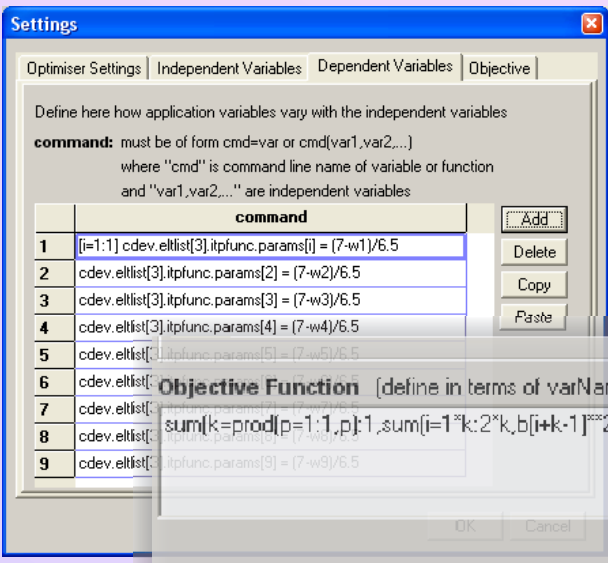 Settings
Optimiser Settings Independent Variables Dependent Variables Objective
Define here how application variables vary with the independent variables
command: must be of form cmd=var or cmd(var1,var2,...)
where "cmd" is command line name of variable or function
and "var1,var2,..." are independent variables
command
Add
1 [i=1:1] cdev.eltlist[3].itpfunc.params[i] = (7-w1)/6.5
Delete
2 cdev.eltlist[3].itpfunc.params[2] = (7-w2)/6.5
Copy
3 cdev.eltlist[3].itpfunc.params[3] = (7-w3)/6.5
Paste
4 cdev.eltlist[3].itpfunc.params[4] = (7-w4)/6.5
5 cdev.eltlist[3].itpfunc.params[5] = (7-w5)/6.5
6 cdev.eltlist[3
Objective Function (define in terms of varNa
7 cdev.eltlist[3
sum[k=prod[p=1:1,p]:1,sum[i=1*k:2*k,b[i+k-1]**2
8 cdev.eltlist[3
9 cdev.eltlist[3].itpfunc.params[9] = (7-w9)/6.5
OK Cancel